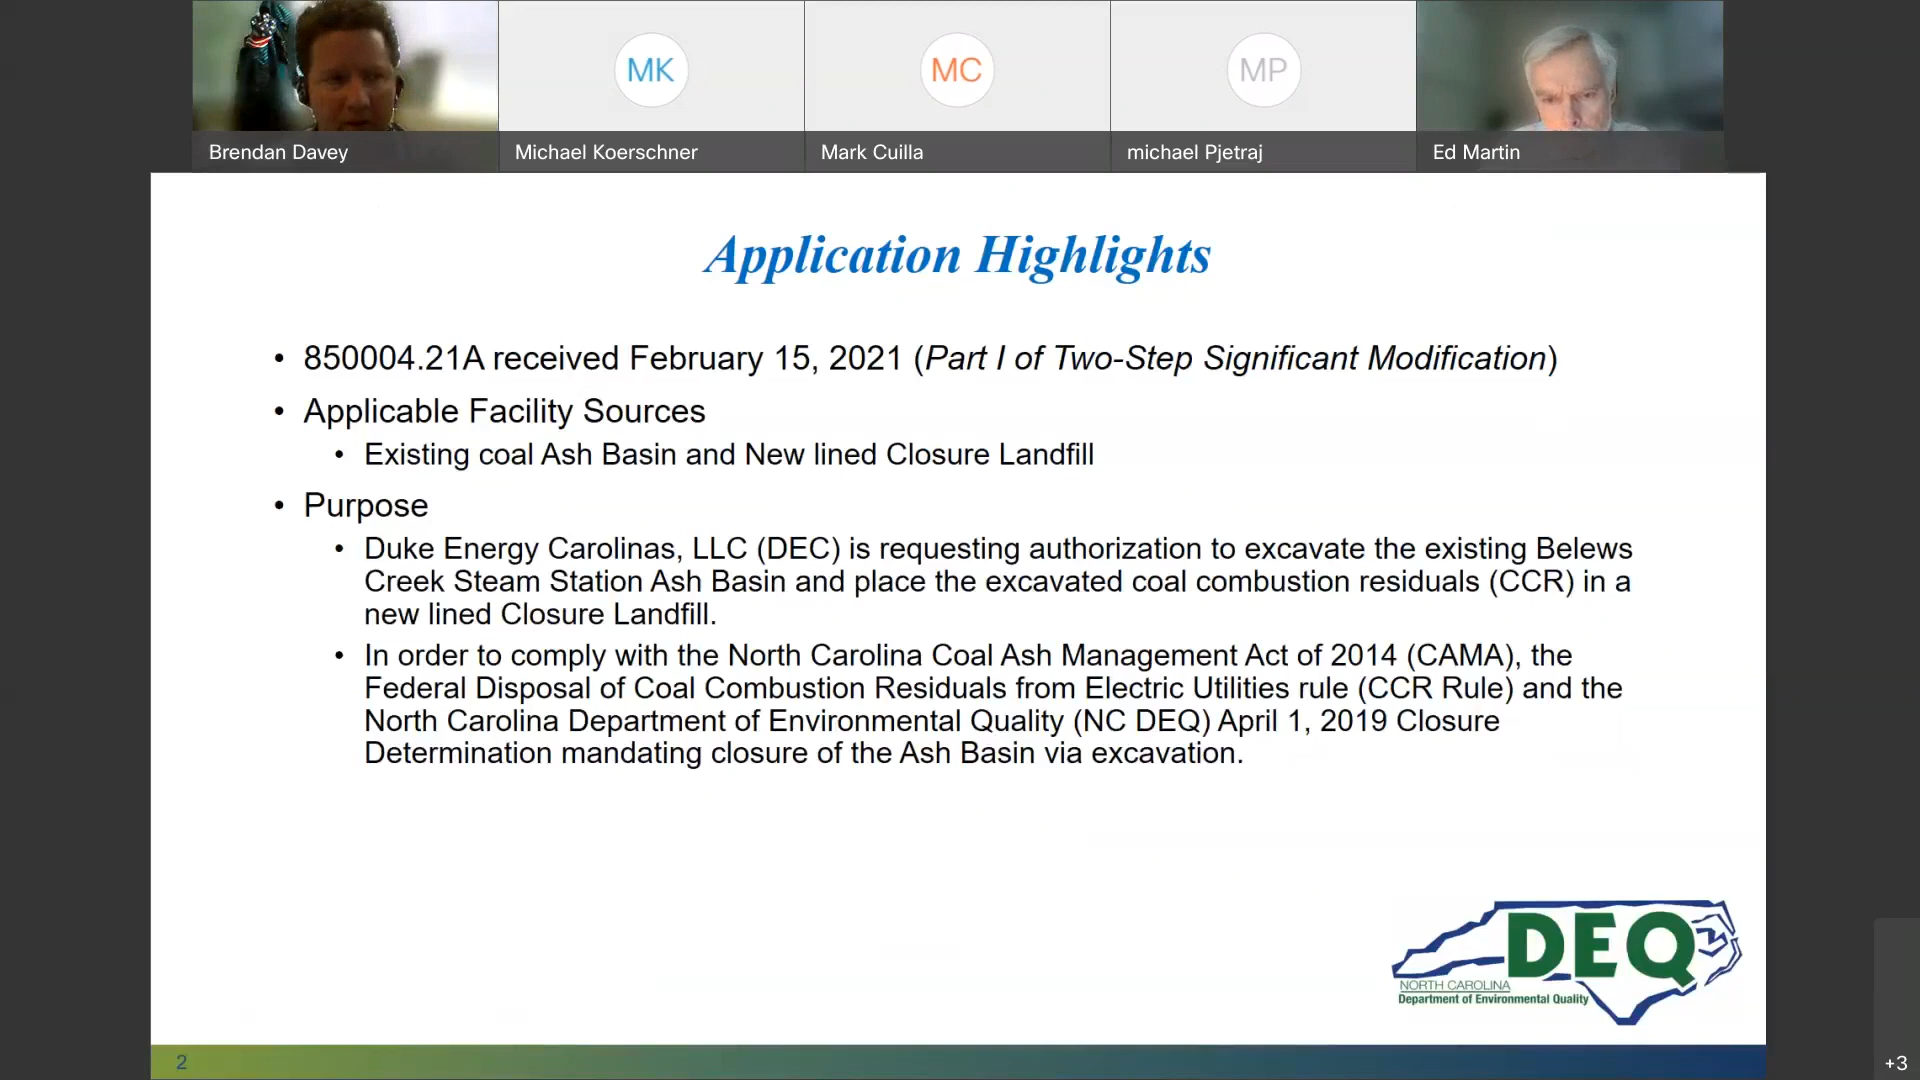 MK
MC
MP
Brendan Davey
Michael Koerschner
Mark Cuilla
michael Pjetraj
Ed Martin
Application Highlights
• 850004.21A received February 15, 2021 (Part I of Two-Step Significant Modification)
• Applicable Facility Sources
• Existing coal Ash Basin and New lined Closure Landfill
• Purpose
• Duke Energy Carolinas, LLC (DEC) is requesting authorization to excavate the existing Belews
Creek Steam Station Ash Basin and place the excavated coal combustion residuals (CCR) in a
new lined Closure Landfill.
• In order to comply with the North Carolina Coal Ash Management Act of 2014 (CAMA), the
Federal Disposal of Coal Combustion Residuals from Electric Utilities rule (CCR Rule) and the
North Carolina Department of Environmental Quality (NC DEQ) April 1, 2019 Closure
Determination mandating closure of the Ash Basin via excavation.
DEQ
NORTH CAROLINA
Department of Environmental Quality
2
+3